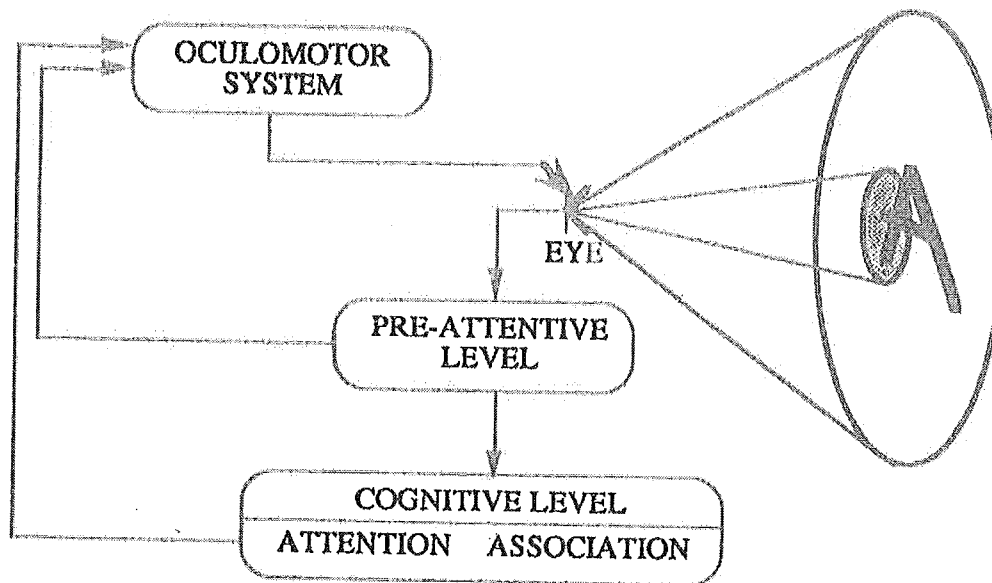 OCULOMOTOR
SYSTEM
EYE
PRE-ATTENTIVE
LEVEL
COGNITIVE LEVEL
ATTENTION ASSOCIATION
A